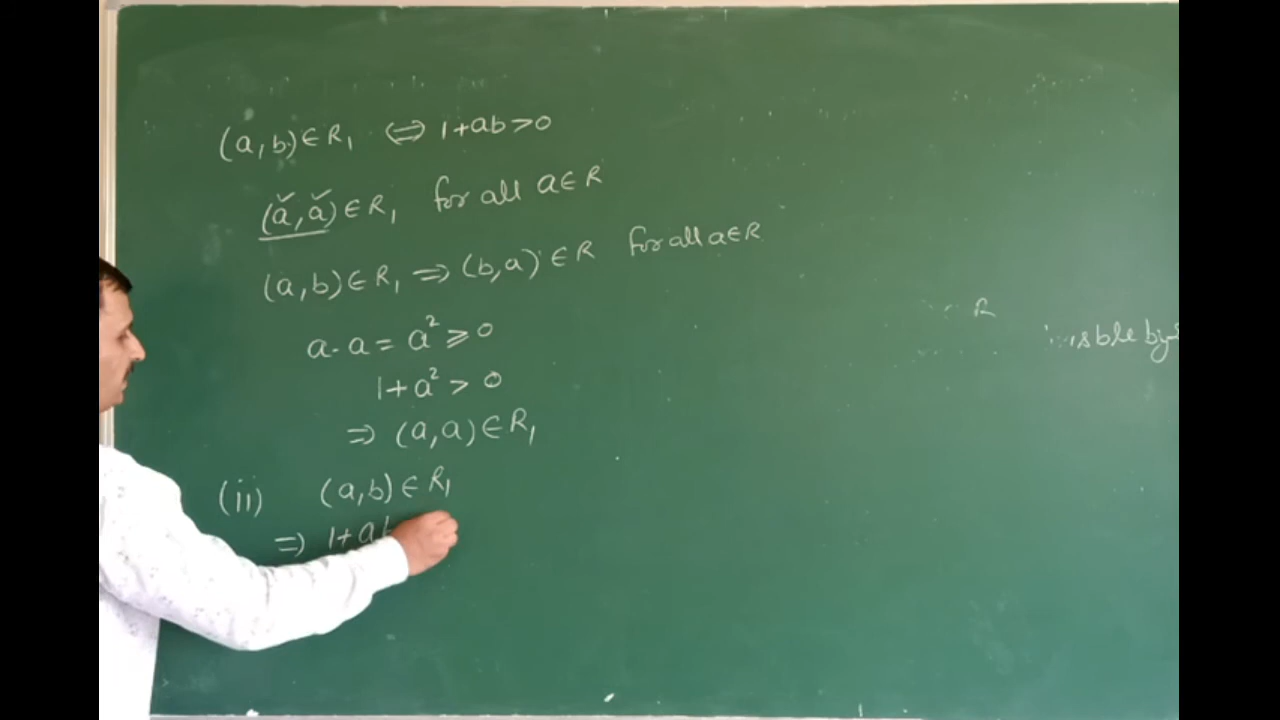 (a,b)∈R₁ ⇔ 1+ab>0
(a,a)∈R₁ for all a∈R
(a,b)∈R₁ ⇒ (b,a)∈R for all a∈R
a·a = a² ≥ 0
1+a² > 0
⇒ (a,a)∈R₁
(ii) (a,b)∈R₁
⇒ 1+ab
R
by